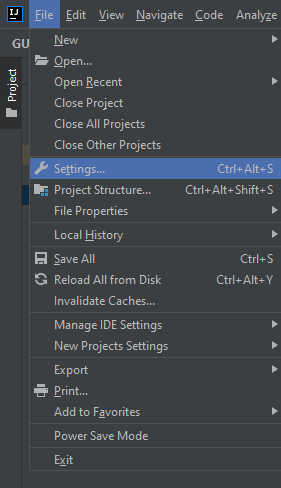 IJ File Edit View Navigate Code Analyze
GU
Project
New
Open...
Open Recent
Close Project
Close All Projects
Close Other Projects
Settings... Ctrl+Alt+S
Project Structure... Ctrl+Alt+Shift+S
File Properties
Local History
Save All Ctrl+S
Reload All from Disk Ctrl+Alt+Y
Invalidate Caches...
Manage IDE Settings
New Projects Settings
Export
Print...
Add to Favorites
Power Save Mode
Exit